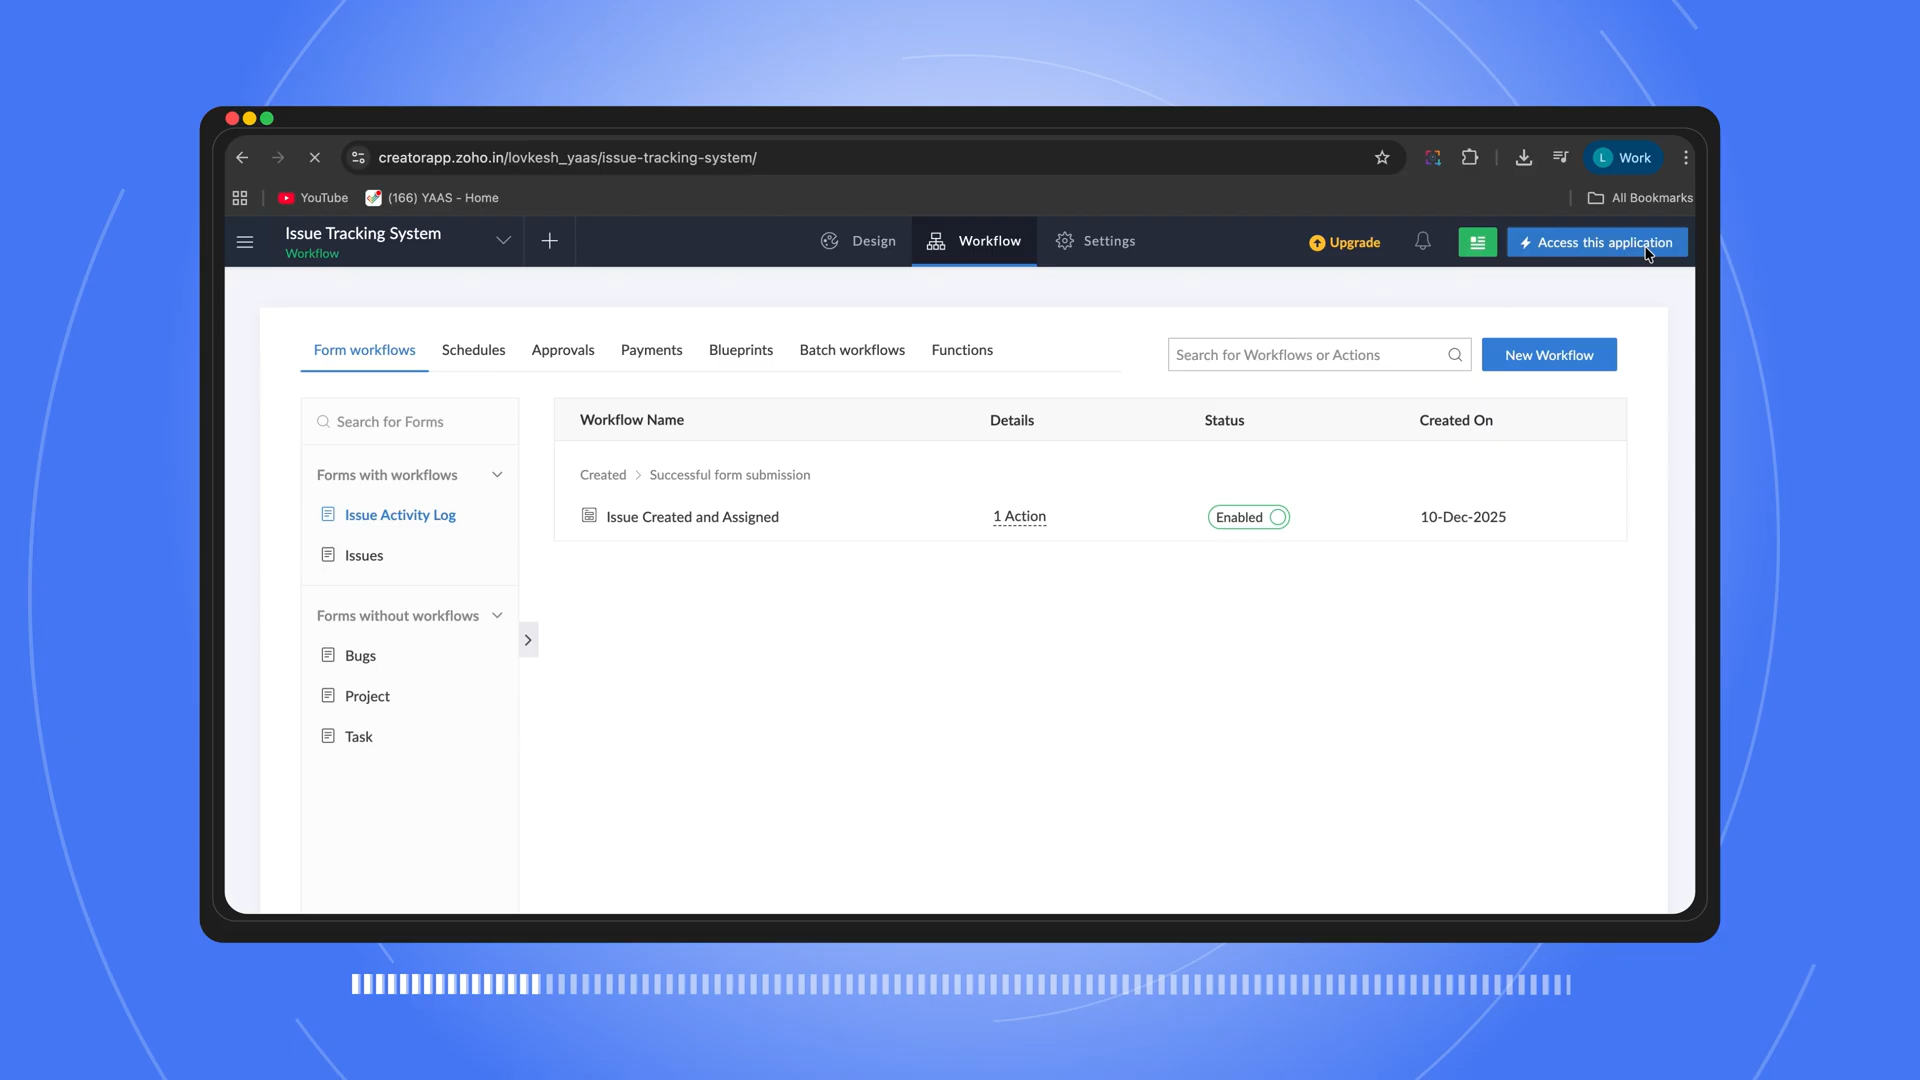 creatorapp.zoho.in/lovkesh_yaas/issue-tracking-system/
L Work
YouTube
(166) YAAS - Home
All Bookmarks
Issue Tracking System
Workflow
Design
Workflow
Settings
Upgrade
Access this application
Form workflows
Schedules
Approvals
Payments
Blueprints
Batch workflows
Functions
Search for Workflows or Actions
New Workflow
Search for Forms
Forms with workflows
Issue Activity Log
Issues
Forms without workflows
Bugs
Project
Task
Workflow Name
Details
Status
Created On
Created > Successful form submission
Issue Created and Assigned
1 Action
Enabled
10-Dec-2025